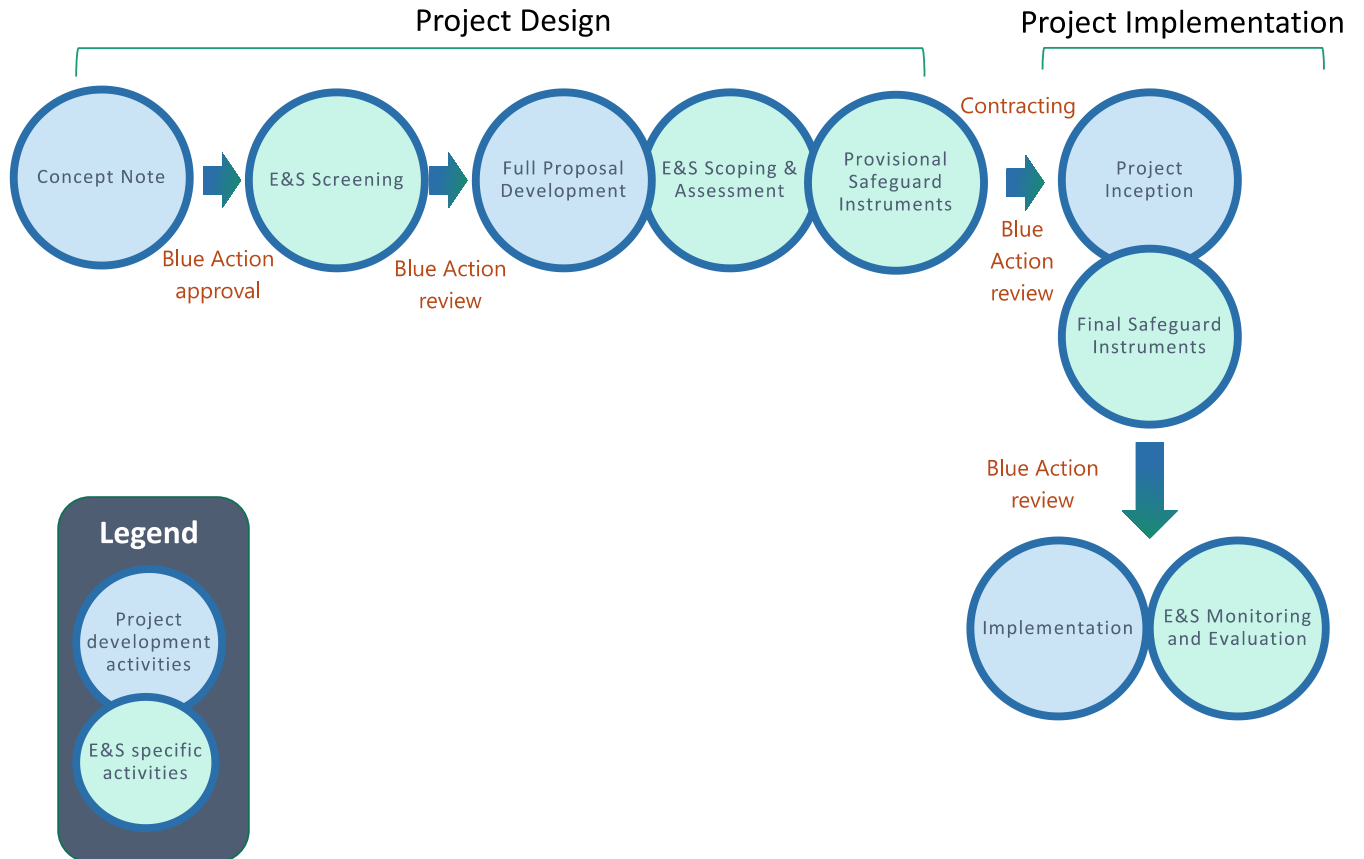 Project Design
Project Implementation
Concept Note
Blue Action
approval
E&S Screening
Blue Action
review
Full Proposal
Development
E&S Scoping &
Assessment
Provisional
Safeguard
Instruments
Contracting
Blue
Action
review
Project
Inception
Final Safeguard
Instruments
Blue Action
review
Implementation
E&S Monitoring
and Evaluation
Legend
Project
development
activities
E&S specific
activities